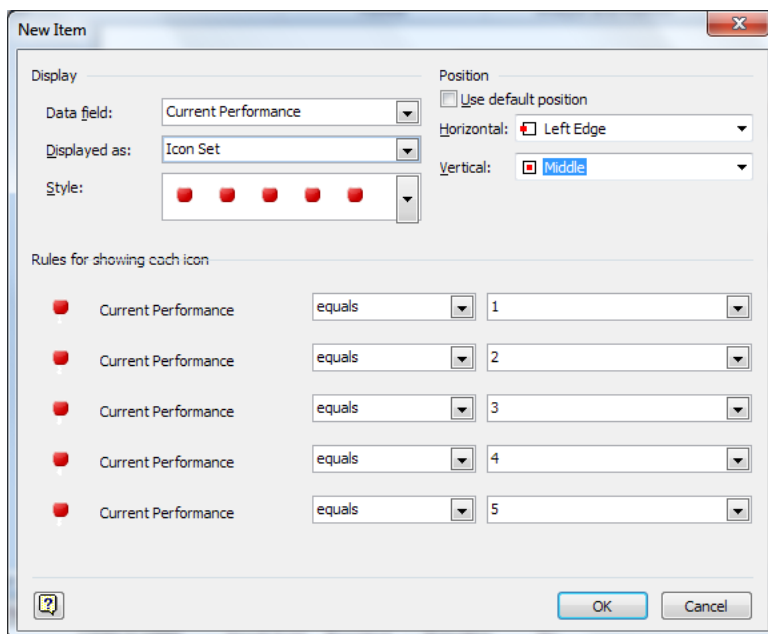 New Item
Display
Data field: Current Performance
Displayed as: Icon Set
Style:
Position
Use default position
Horizontal: Left Edge
Vertical: Middle
Rules for showing each icon
Current Performance equals 1
Current Performance equals 2
Current Performance equals 3
Current Performance equals 4
Current Performance equals 5
?
OK Cancel